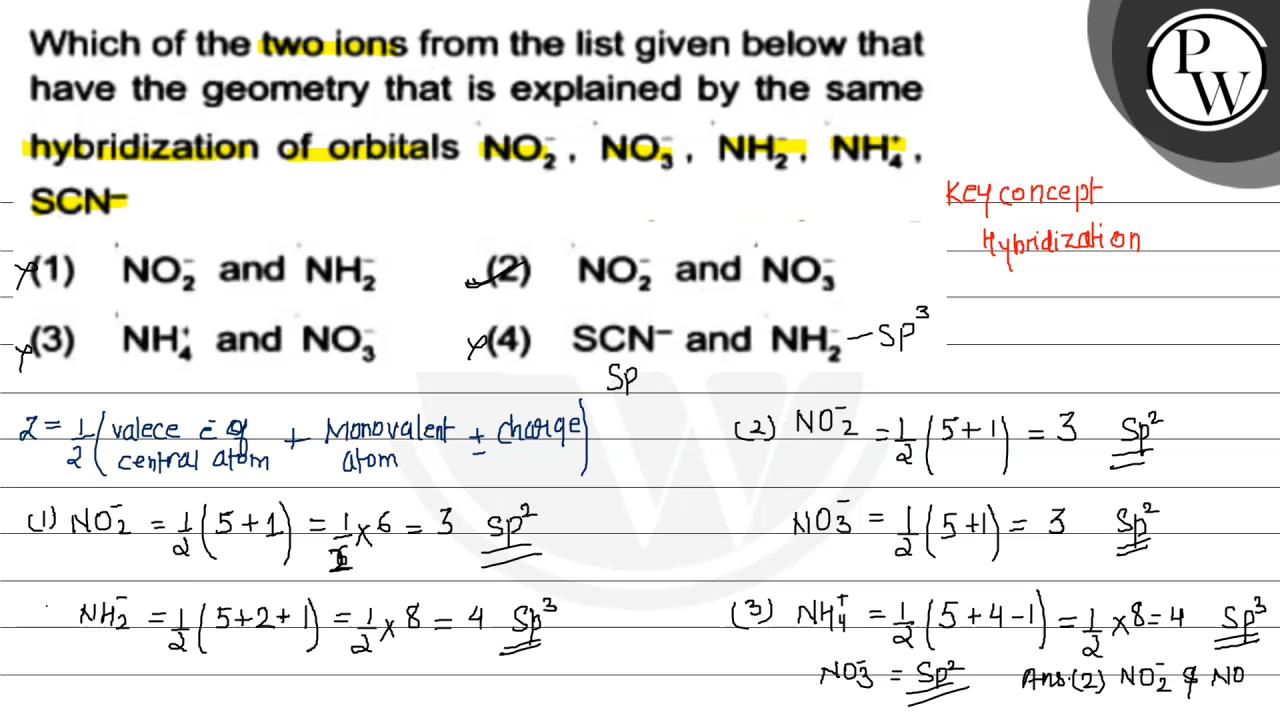 Which of the two ions from the list given below that
have the geometry that is explained by the same
hybridization of orbitals NO₂⁻, NO₃⁻, NH₂⁻, NH₄⁺,
SCN⁻
(1) NO₂⁻ and NH₂⁻ (2) NO₂⁻ and NO₃⁻
(3) NH₄⁺ and NO₃⁻ (4) SCN⁻ and NH₂⁻ — SP³
SP
PW
Key concept
Hybridization
Z = 1/2 (valece e⁻ of central atom + Monovalent atom ± charge)
(1) NO₂⁻ = 1/2 (5+1) = 1/2 × 6 = 3 SP²
NH₂⁻ = 1/2 (5+2+1) = 1/2 × 8 = 4 SP³
(2) NO₂⁻ = 1/2 (5+1) = 3 SP²
NO₃⁻ = 1/2 (5+1) = 3 SP²
(3) NH₄⁺ = 1/2 (5+4-1) = 1/2 × 8 = 4 SP³
NO₃⁻ = SP² Ans.(2) NO₂⁻ & NO